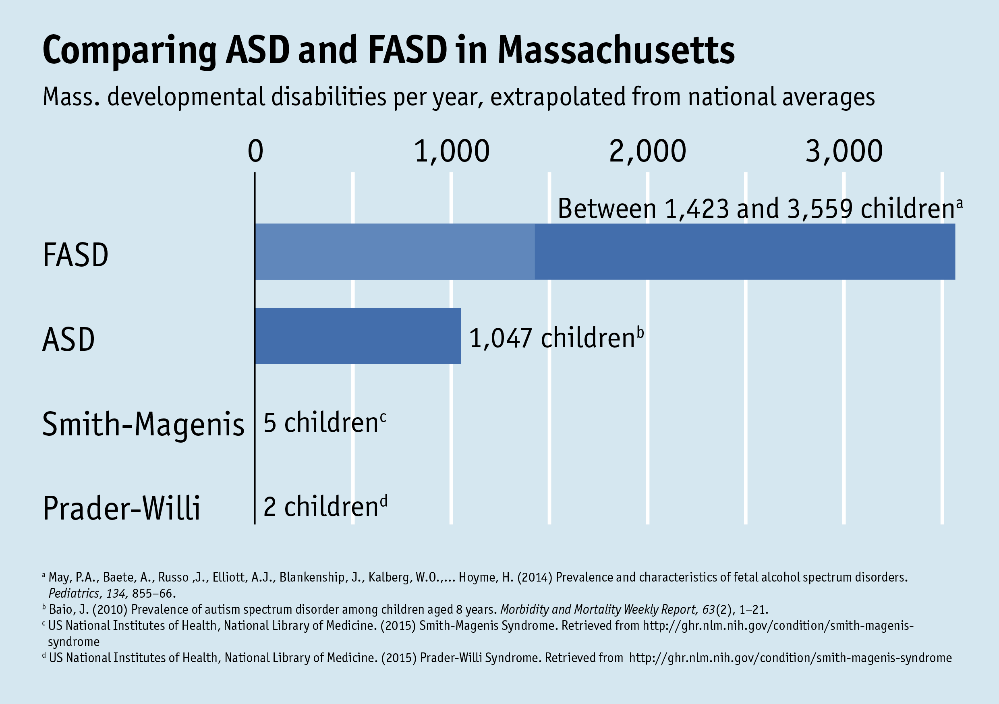 Comparing ASD and FASD in Massachusetts
Mass. developmental disabilities per year, extrapolated from national averages
0 1,000 2,000 3,000
Between 1,423 and 3,559 childrenᵃ
FASD
ASD 1,047 childrenᵇ
Smith-Magenis 5 childrenᶜ
Prader-Willi 2 childrenᵈ
ᵃ May, P.A., Baete, A., Russo ,J., Elliott, A.J., Blankenship, J., Kalberg, W.O.,... Hoyme, H. (2014) Prevalence and characteristics of fetal alcohol spectrum disorders.
Pediatrics, 134, 855–66.
ᵇ Baio, J. (2010) Prevalence of autism spectrum disorder among children aged 8 years. Morbidity and Mortality Weekly Report, 63(2), 1–21.
ᶜ US National Institutes of Health, National Library of Medicine. (2015) Smith-Magenis Syndrome. Retrieved from http://ghr.nlm.nih.gov/condition/smith-magenis-
syndrome
ᵈ US National Institutes of Health, National Library of Medicine. (2015) Prader-Willi Syndrome. Retrieved from  http://ghr.nlm.nih.gov/condition/smith-magenis-syndrome